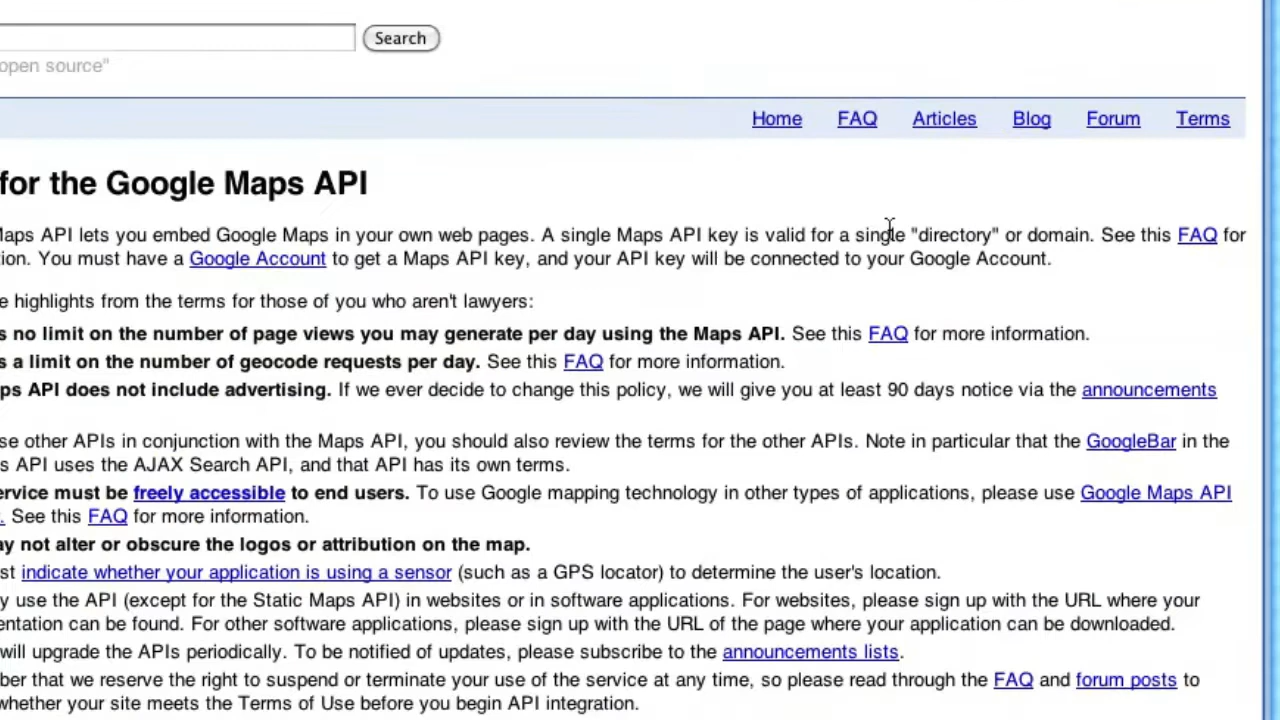 Search
open source"
Home FAQ Articles Blog Forum Terms
for the Google Maps API
Maps API lets you embed Google Maps in your own web pages. A single Maps API key is valid for a single "directory" or domain. See this FAQ for
tion. You must have a Google Account to get a Maps API key, and your API key will be connected to your Google Account.
e highlights from the terms for those of you who aren't lawyers:
s no limit on the number of page views you may generate per day using the Maps API. See this FAQ for more information.
s a limit on the number of geocode requests per day. See this FAQ for more information.
ps API does not include advertising. If we ever decide to change this policy, we will give you at least 90 days notice via the announcements
se other APIs in conjunction with the Maps API, you should also review the terms for the other APIs. Note in particular that the GoogleBar in the
s API uses the AJAX Search API, and that API has its own terms.
ervice must be freely accessible to end users. To use Google mapping technology in other types of applications, please use Google Maps API
. See this FAQ for more information.
ay not alter or obscure the logos or attribution on the map.
st indicate whether your application is using a sensor (such as a GPS locator) to determine the user's location.
y use the API (except for the Static Maps API) in websites or in software applications. For websites, please sign up with the URL where your
entation can be found. For other software applications, please sign up with the URL of the page where your application can be downloaded.
will upgrade the APIs periodically. To be notified of updates, please subscribe to the announcements lists.
ber that we reserve the right to suspend or terminate your use of the service at any time, so please read through the FAQ and forum posts to
whether your site meets the Terms of Use before you begin API integration.